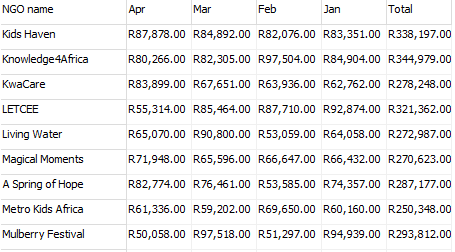 NGO name Apr Mar Feb Jan Total
Kids Haven R87,878.00 R84,892.00 R82,076.00 R83,351.00 R338,197.00
Knowledge4Africa R80,266.00 R82,305.00 R97,504.00 R84,904.00 R344,979.00
KwaCare R83,899.00 R67,651.00 R63,936.00 R62,762.00 R278,248.00
LETCEE R55,314.00 R85,464.00 R87,710.00 R92,874.00 R321,362.00
Living Water R65,070.00 R90,800.00 R53,059.00 R64,058.00 R272,987.00
Magical Moments R71,948.00 R65,596.00 R66,647.00 R66,432.00 R270,623.00
A Spring of Hope R82,774.00 R76,461.00 R53,585.00 R74,357.00 R287,177.00
Metro Kids Africa R61,336.00 R59,202.00 R69,650.00 R60,160.00 R250,348.00
Mulberry Festival R50,058.00 R97,518.00 R51,297.00 R94,939.00 R293,812.00